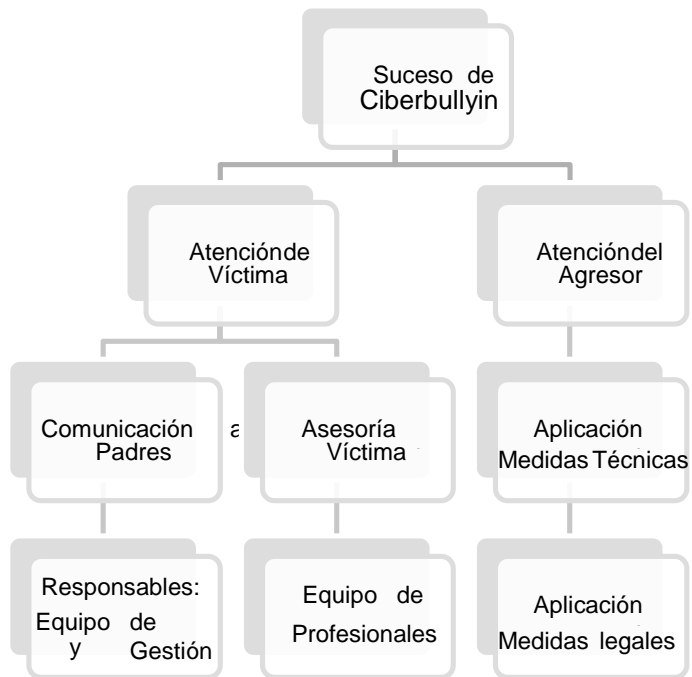 Suceso de
Ciberbullyin
Atenciónde
Víctima
Atencióndel
Agresor
Comunicación a
Padres
Asesoría
Víctima
Aplicación
Medidas Técnicas
Responsables:
Equipo de
y Gestión
Equipo de
Profesionales
Aplicación
Medidas legales